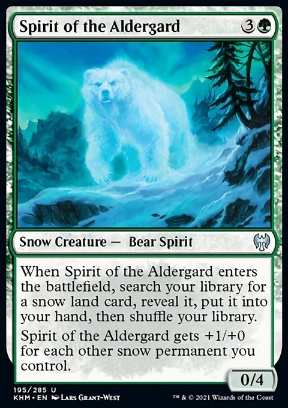 Spirit of the Aldergard 3
Snow Creature — Bear Spirit
When Spirit of the Aldergard enters
the battlefield, search your library for
a snow land card, reveal it, put it into
your hand, then shuffle your library.
Spirit of the Aldergard gets +1/+0
for each other snow permanent you
control.
0/4
195/285 U
KHM • EN Lars Grant-West
™ & © 2021 Wizards of the Coast